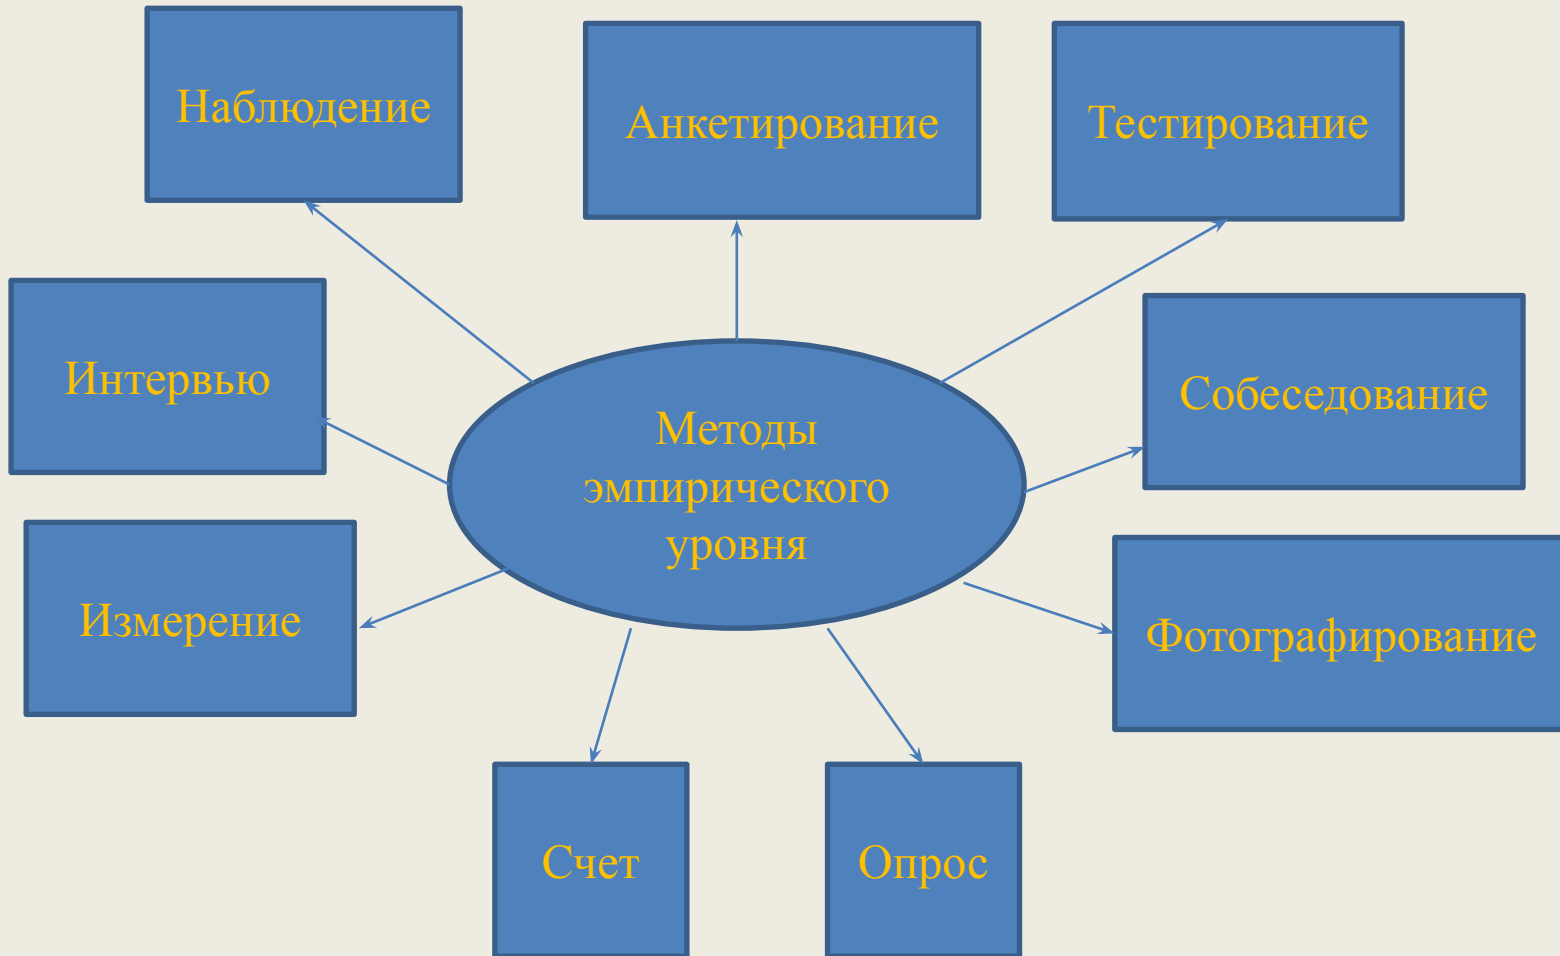 Наблюдение
Анкетирование
Тестирование
Интервью
Собеседование
Методы
эмпирического
уровня
Измерение
Фотографирование
Счет
Опрос